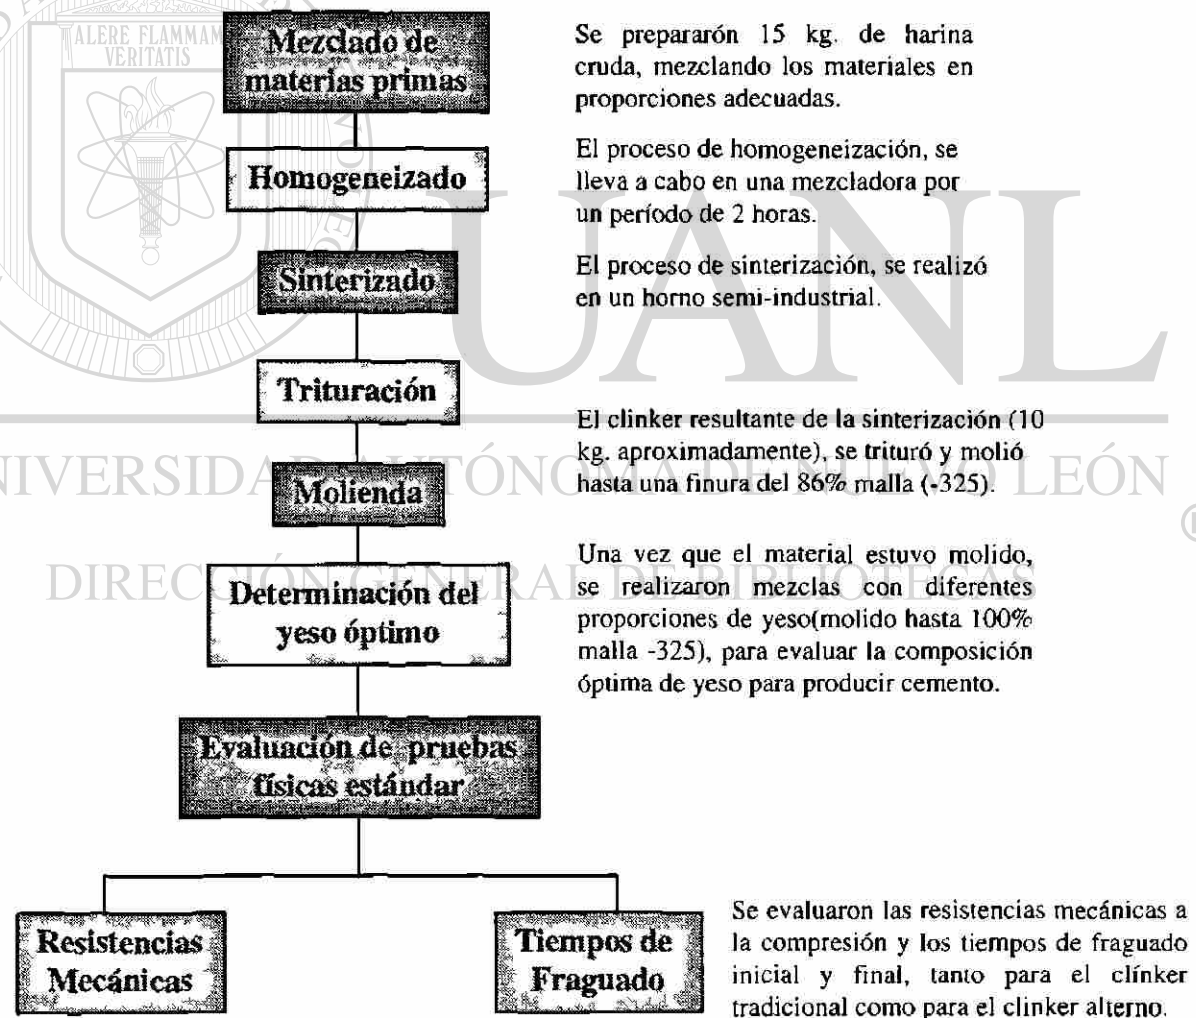 ALERE FLAMMAM
VERITATIS
Mezclado de
materias primas
Se prepararón 15 kg. de harina
cruda, mezclando los materiales en
proporciones adecuadas.
Homogeneizado
El proceso de homogeneización, se
lleva a cabo en una mezcladora por
un período de 2 horas.
Sinterizado
El proceso de sinterización, se realizó
en un horno semi-industrial.
UANL
Trituración
El clinker resultante de la sinterización (10
kg. aproximadamente), se trituró y molió
hasta una finura del 86% malla (-325).
NIVERSIDAD AUTÓNOMA DE NUEVO LEÓN
Molienda
Una vez que el material estuvo molido,
se realizaron mezclas con diferentes
proporciones de yeso(molido hasta 100%
malla -325), para evaluar la composición
óptima de yeso para producir cemento.
DIRECCIÓN GENERAL DE BIBLIOTECAS
Determinación del
yeso óptimo
Evaluación de pruebas
físicas estándar
Resistencias
Mecánicas
Tiempos de
Fraguado
Se evaluaron las resistencias mecánicas a
la compresión y los tiempos de fraguado
inicial y final, tanto para el clínker
tradicional como para el clinker alterno.